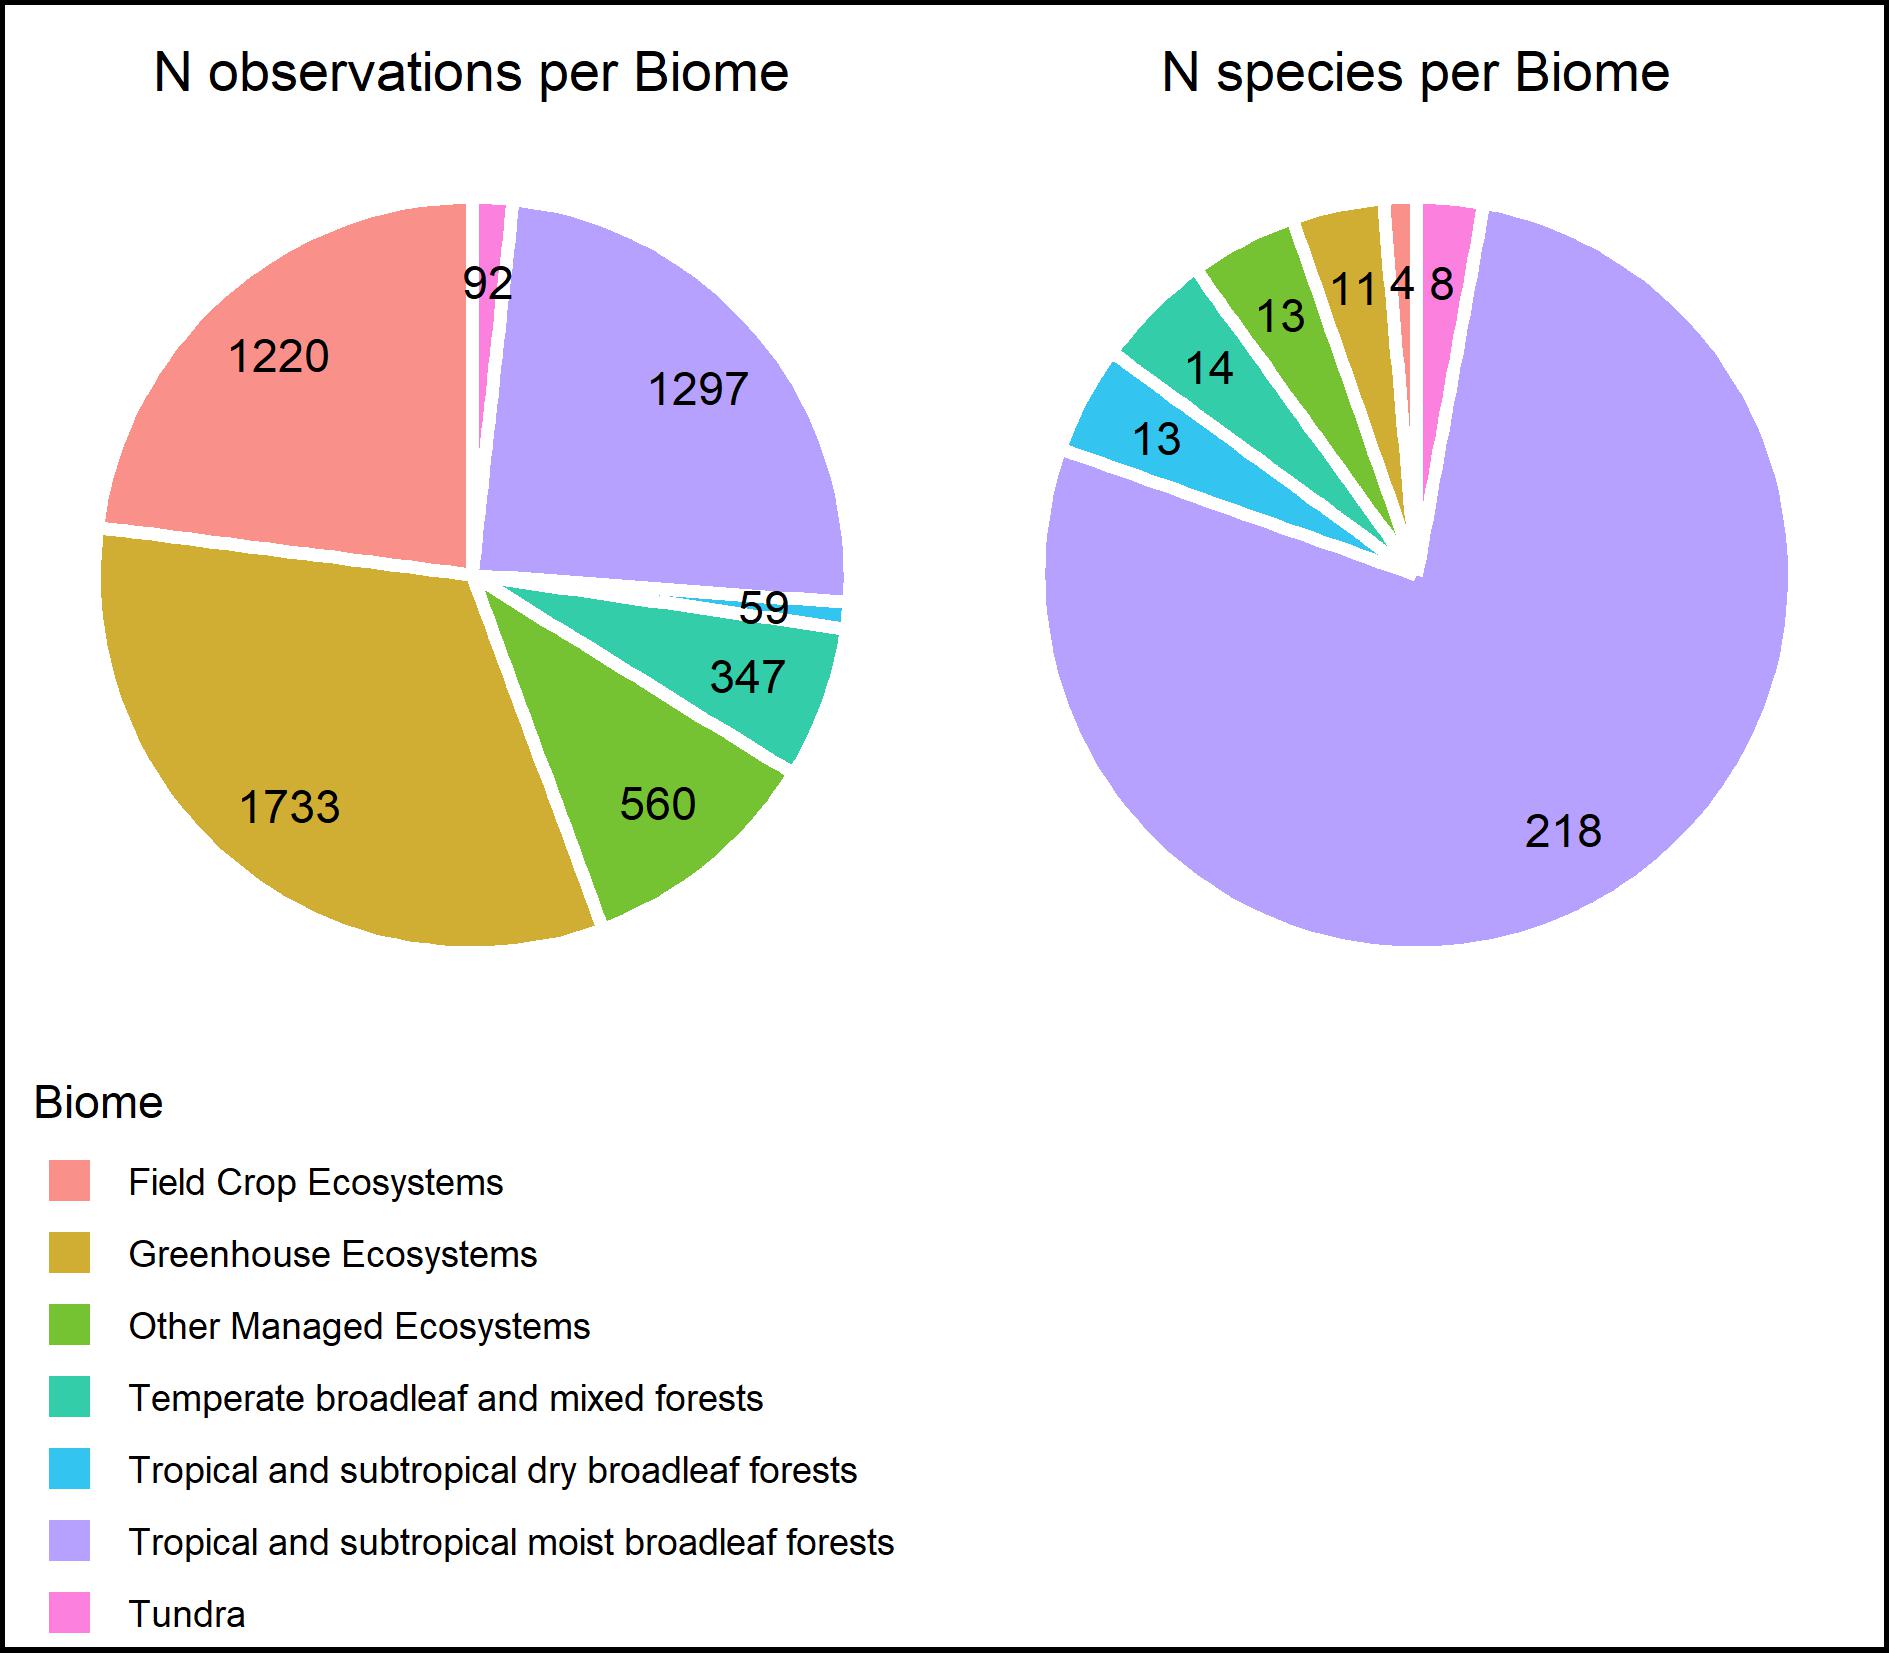 N observations per Biome
92
1220
1297
59
347
1733
560
N species per Biome
11
4
8
13
14
13
218
Biome
Field Crop Ecosystems
Greenhouse Ecosystems
Other Managed Ecosystems
Temperate broadleaf and mixed forests
Tropical and subtropical dry broadleaf forests
Tropical and subtropical moist broadleaf forests
Tundra